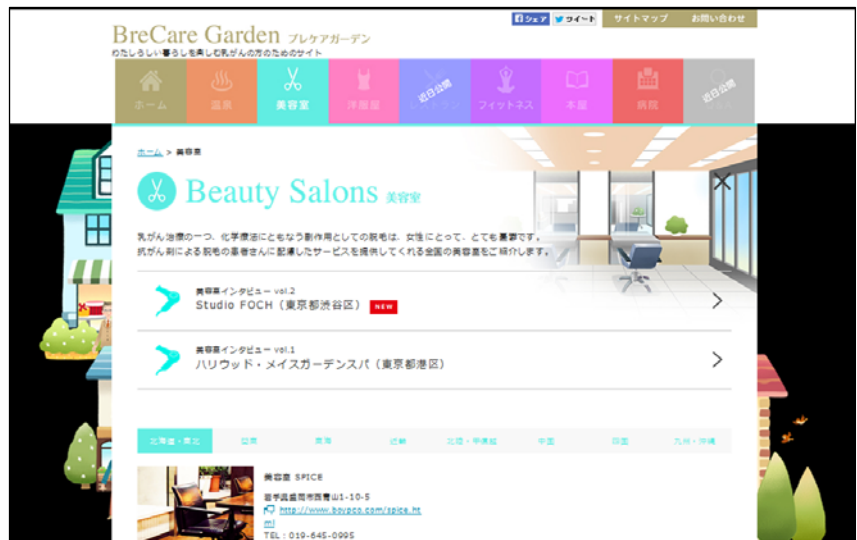 シェア ツイート サイトマップ お問い合わせ
BreCare Garden ブレケアガーデン
わたしらしい暮らしを楽しむ乳がんの方のためのサイト
ホーム 温泉 美容室 洋服屋 近日公開 フィットネス 本屋 病院 近日公開
ホーム > 美容室
Beauty Salons 美容室
乳がん治療の一つ、化学療法にともなう副作用としての脱毛は、女性にとって、とても憂鬱です。
抗がん剤による脱毛の患者さんに配慮したサービスを提供してくれる全国の美容室をご紹介します。
美容室インタビュー vol.2
Studio FOCH（東京都渋谷区） NEW
美容室インタビュー vol.1
ハリウッド・メイスガーデンスパ（東京都港区）
北海道・東北 関東 東海 近畿 北陸・甲信越 中国 四国 九州・沖縄
美容室 SPICE
岩手県盛岡市西青山1-10-5
http://www.boypco.com/spice.ht
ml
TEL：019-645-0995